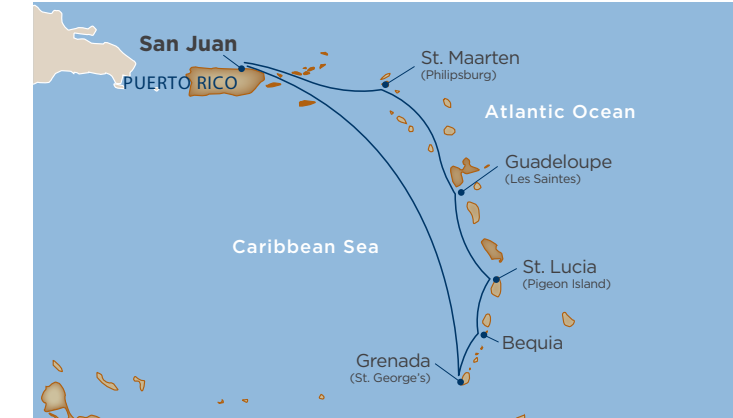 San Juan
PUERTO RICO
St. Maarten
(Philipsburg)
Atlantic Ocean
Guadeloupe
(Les Saintes)
Caribbean Sea
St. Lucia
(Pigeon Island)
Bequia
Grenada
(St. George's)